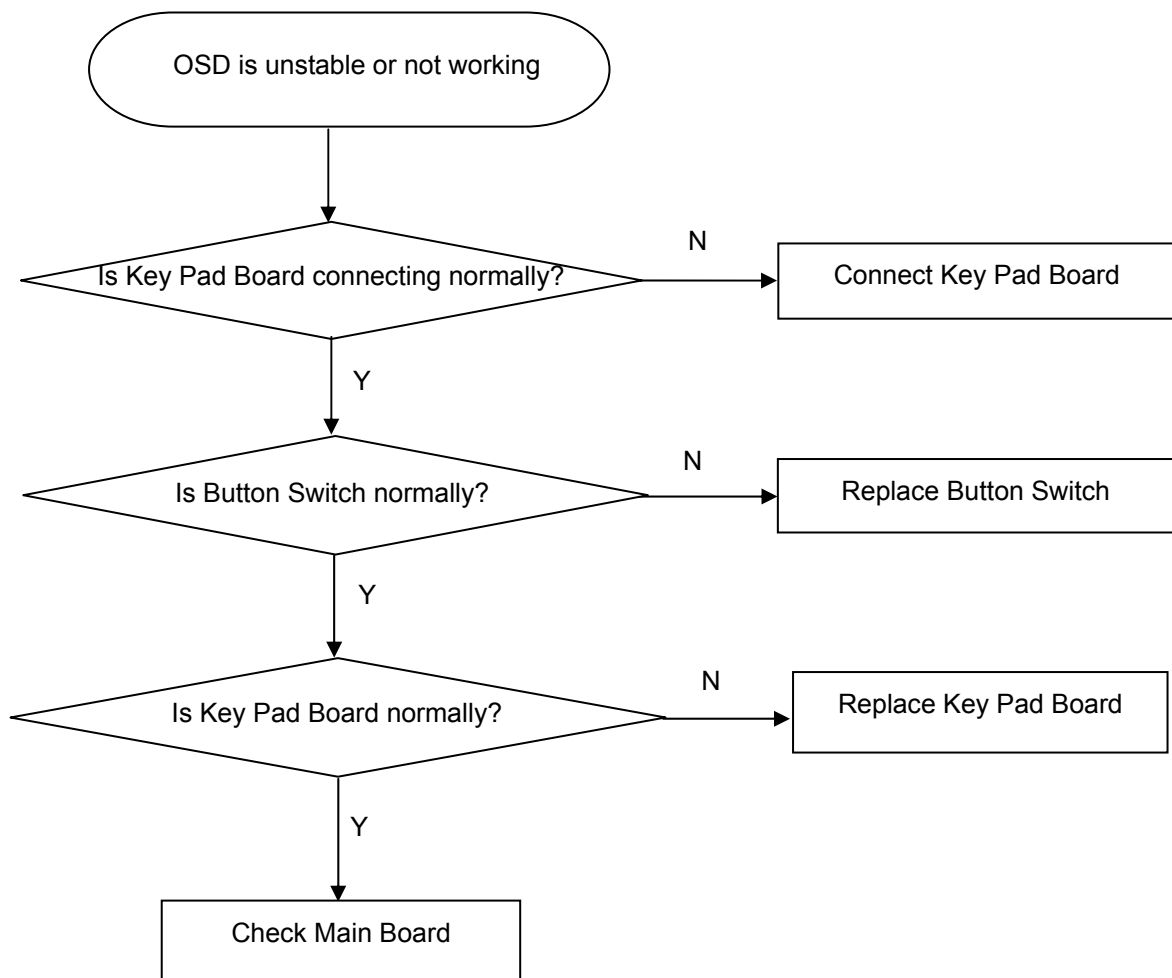 OSD is unstable or not working
N
Is Key Pad Board connecting normally?
Connect Key Pad Board
Y
N
Is Button Switch normally?
Replace Button Switch
Y
N
Is Key Pad Board normally?
Replace Key Pad Board
Y
Check Main Board